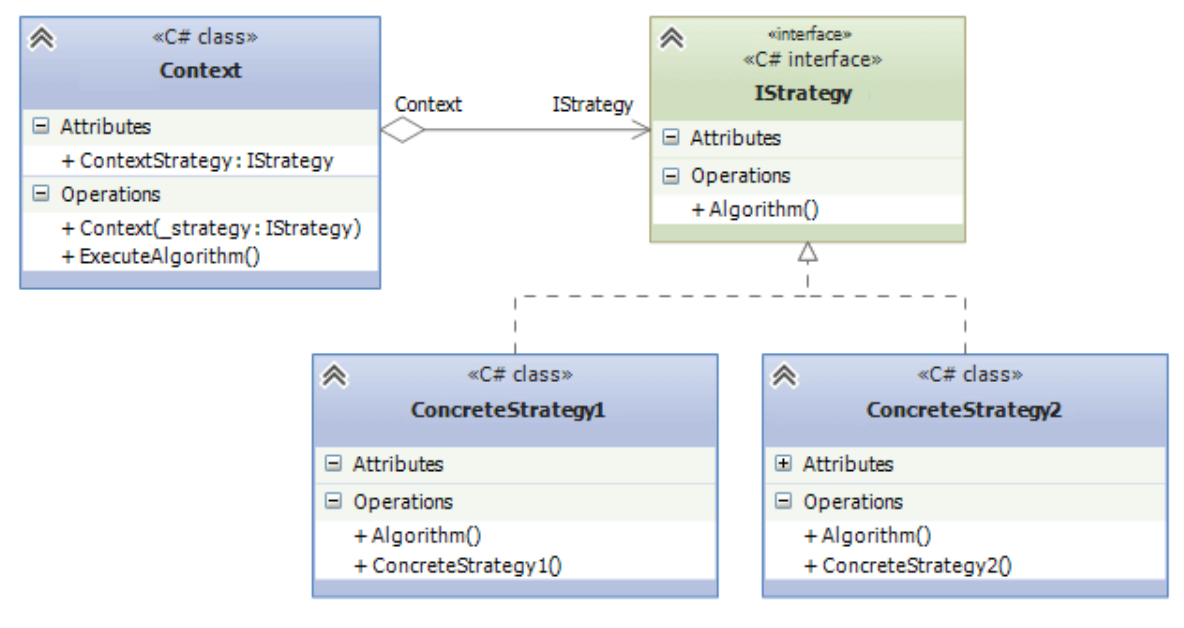 «C# class»
Context
Attributes
+ ContextStrategy : IStrategy
Operations
+ Context(_strategy : IStrategy)
+ ExecuteAlgorithm()
Context
IStrategy
«interface»
«C# interface»
IStrategy
Attributes
Operations
+ Algorithm()
«C# class»
ConcreteStrategy1
Attributes
Operations
+ Algorithm()
+ ConcreteStrategy1()
«C# class»
ConcreteStrategy2
Attributes
Operations
+ Algorithm()
+ ConcreteStrategy2()